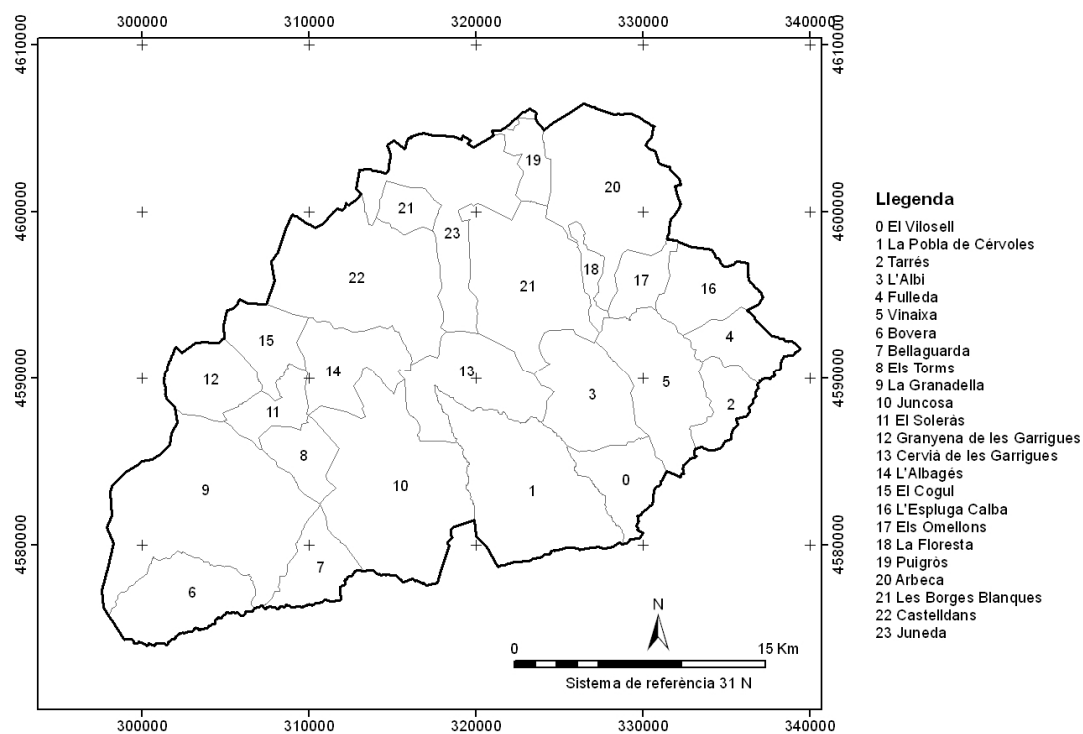 300000 310000 320000 330000 340000
4610000 4610000
19
20
21
4600000 4600000
23
18
22 17
21 16
15 4
14 13
12 4590000 4590000
3 5
11 2
8
9 10 1 0
4580000 4580000
7
6
N
0 15 Km
Sistema de referència 31 N
300000 310000 320000 330000 340000
Llegenda
0 El Vilosell
1 La Pobla de Cérvoles
2 Tarrés
3 L'Albi
4 Fulleda
5 Vinaixa
6 Bovera
7 Bellaguarda
8 Els Torms
9 La Granadella
10 Juncosa
11 El Soleràs
12 Granyena de les Garrigues
13 Cervià de les Garrigues
14 L'Albagés
15 El Cogul
16 L'Espluga Calba
17 Els Omellons
18 La Floresta
19 Puigròs
20 Arbeca
21 Les Borges Blanques
22 Castelldans
23 Juneda